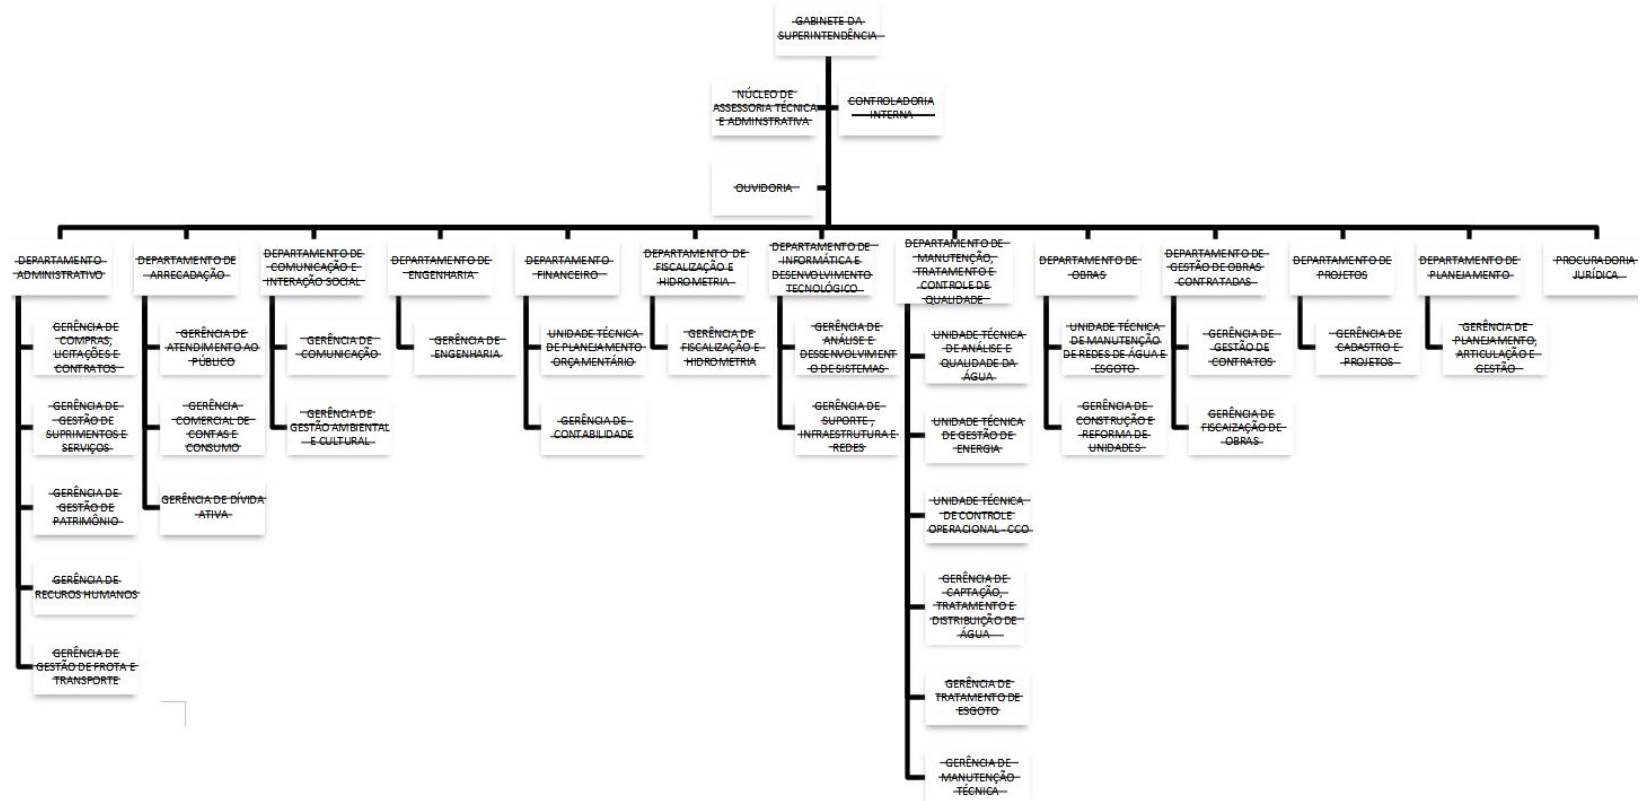 GABINETE DA
SUPERINTENDÊNCIA
NÚCLEO DE
ASSESSORIA TÉCNICA
E ADMINSTRATIVA
CONTROLADORIA
INTERNA
OUVIDORIA
DEPARTAMENTO
ADMINISTRATIVO
GERÊNCIA DE
COMPRAS,
LICITAÇÕES E
CONTRATOS
GERÊNCIA DE
GESTÃO DE
SUPRIMENTOS E
SERVIÇOS
GERÊNCIA DE
GESTÃO DE
PATRIMÔNIO
GERÊNCIA DE
RECUROS HUMANOS
GERÊNCIA DE
GESTÃO DE FROTA E
TRANSPORTE
DEPARTAMENTO DE
ARRECADAÇÃO
GERÊNCIA DE
ATENDIMENTO AO
PÚBLICO
GERÊNCIA
COMERCIAL DE
CONTAS E
CONSUMO
GERÊNCIA DE DÍVIDA
ATIVA
DEPARTAMENTO DE
COMUNICAÇÃO E
INTERAÇÃO SOCIAL
GERÊNCIA DE
COMUNICAÇÃO
GERÊNCIA DE
GESTÃO AMBIENTAL
E CULTURAL
DEPARTAMENTO DE
ENGENHARIA
GERÊNCIA DE
ENGENHARIA
DEPARTAMENTO
FINANCEIRO
UNIDADE TÉCNICA
DE PLANEJAMENTO
ORÇAMENTÁRIO
GERÊNCIA DE
CONTABILIDADE
DEPARTAMENTO DE
FISCALIZAÇÃO E
HIDROMETRIA
GERÊNCIA DE
FISCALIZAÇÃO E
HIDROMETRIA
DEPARTAMENTO DE
INFORMÁTICA E
DESENVOLVIMENTO
TECNOLÓGICO
GERÊNCIA DE
ANÁLISE E
DESSENVOLVIMENT
O DE SISTEMAS
GERÊNCIA DE
SUPORTE ,
INFRAESTRUTURA E
REDES
DEPARTAMENTO DE
MANUTENÇÃO,
TRATAMENTO E
CONTROLE DE
QUALIDADE
UNIDADE TÉCNICA
DE ANÁLISE E
QUALIDADE DA
ÁGUA
UNIDADE TÉCNICA
DE GESTÃO DE
ENERGIA
UNIDADE TÉCNICA
DE CONTROLE
OPERACIONAL - CCO
GERÊNCIA DE
CAPTAÇÃO,
TRATAMENTO E
DISTRIBUIÇÃO DE
ÁGUA
GERÊNCIA DE
TRATAMENTO DE
ESGOTO
GERÊNCIA DE
MANUTENÇÃO
TÉCNICA
DEPARTAMENTO DE
OBRAS
UNIDADE TÉCNICA
DE MANUTENÇÃO
DE REDES DE ÁGUA E
ESGOTO
GERÊNCIA DE
CONSTRUÇÃO E
REFORMA DE
UNIDADES
DEPARTAMENTO DE
GESTÃO DE OBRAS
CONTRATADAS
GERÊNCIA DE
GESTÃO DE
CONTRATOS
GERÊNCIA DE
FISCAIZAÇÃO DE
OBRAS
DEPARTAMENTO DE
PROJETOS
GERÊNCIA DE
CADASTRO E
PROJETOS
DEPARTAMENTO DE
PLANEJAMENTO
GERÊNCIA DE
PLANEJAMENTO,
ARTICULAÇÃO E
GESTÃO
PROCURADORIA
JURÍDICA